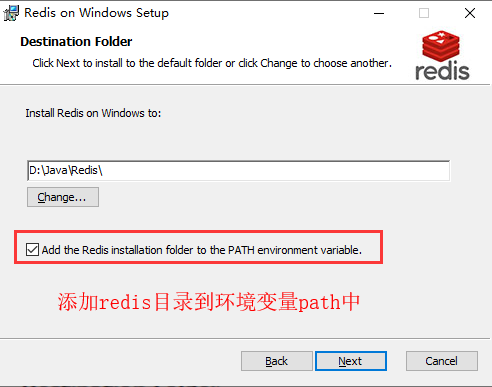 Redis on Windows Setup
Destination Folder
Click Next to install to the default folder or click Change to choose another.
redis
Install Redis on Windows to:
D:\Java\Redis\
Change...
Add the Redis installation folder to the PATH environment variable.
添加redis目录到环境变量path中
Back
Next
Cancel